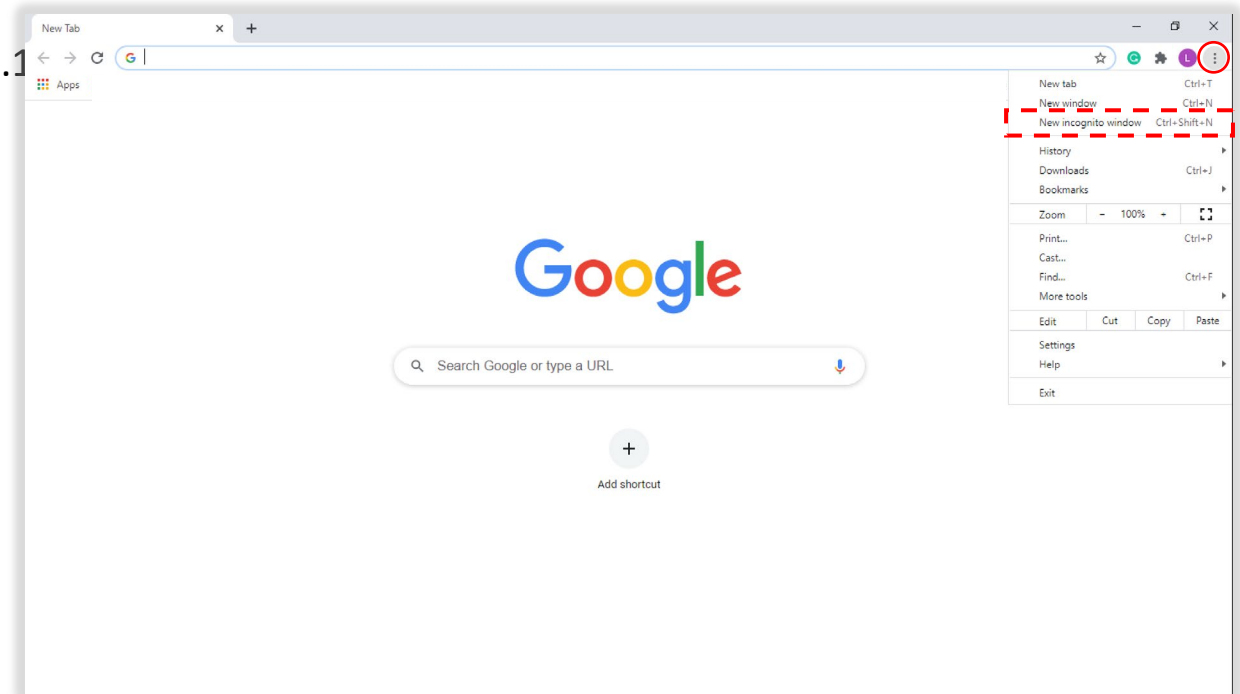 New Tab
.1
G
L
Apps
New tab Ctrl+T
New window Ctrl+N
New incognito window Ctrl+Shift+N
History
Downloads Ctrl+J
Bookmarks
Zoom - 100% +
Print... Ctrl+P
Cast...
Find... Ctrl+F
More tools
Edit Cut Copy Paste
Settings
Help
Exit
Google
Search Google or type a URL
Add shortcut